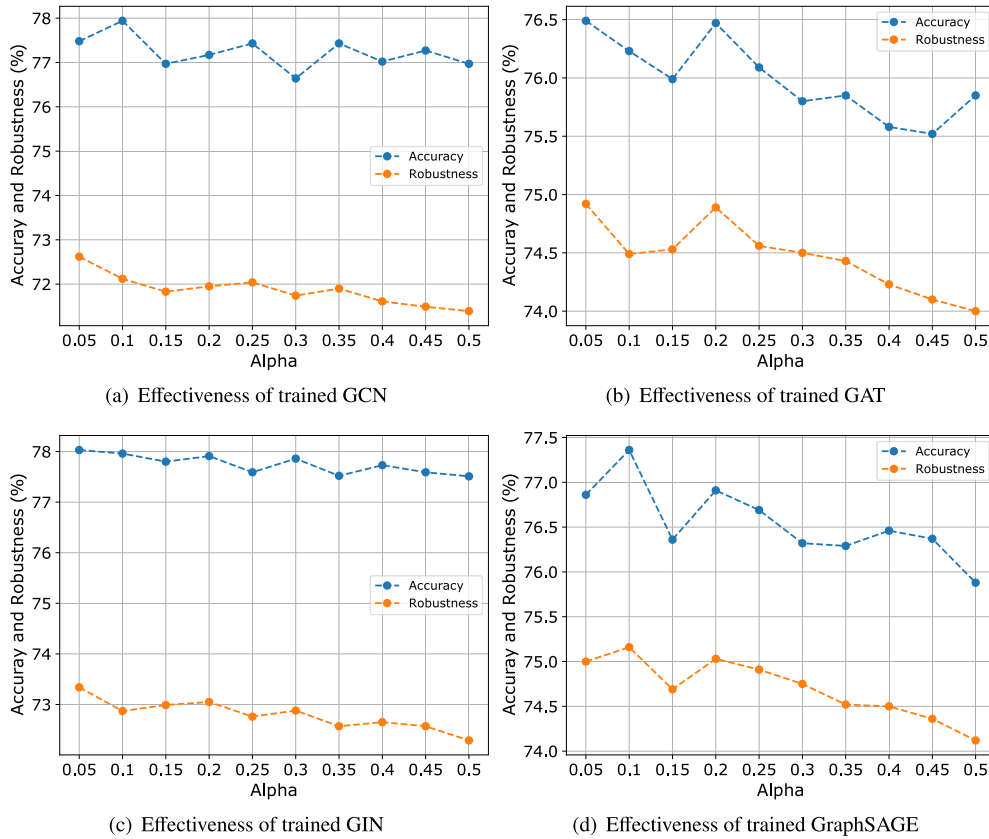 78
77
76
75
74
73
72
Accuray and Robustness (%)
Accuracy
Robustness
0.05 0.1 0.15 0.2 0.25 0.3 0.35 0.4 0.45 0.5
Alpha
(a) Effectiveness of trained GCN
76.5
76.0
75.5
75.0
74.5
74.0
Accuray and Robustness (%)
Accuracy
Robustness
0.05 0.1 0.15 0.2 0.25 0.3 0.35 0.4 0.45 0.5
Alpha
(b) Effectiveness of trained GAT
78
77
76
75
74
73
Accuray and Robustness (%)
Accuracy
Robustness
0.05 0.1 0.15 0.2 0.25 0.3 0.35 0.4 0.45 0.5
Alpha
(c) Effectiveness of trained GIN
77.5
77.0
76.5
76.0
75.5
75.0
74.5
74.0
Accuray and Robustness (%)
Accuracy
Robustness
0.05 0.1 0.15 0.2 0.25 0.3 0.35 0.4 0.45 0.5
Alpha
(d) Effectiveness of trained GraphSAGE